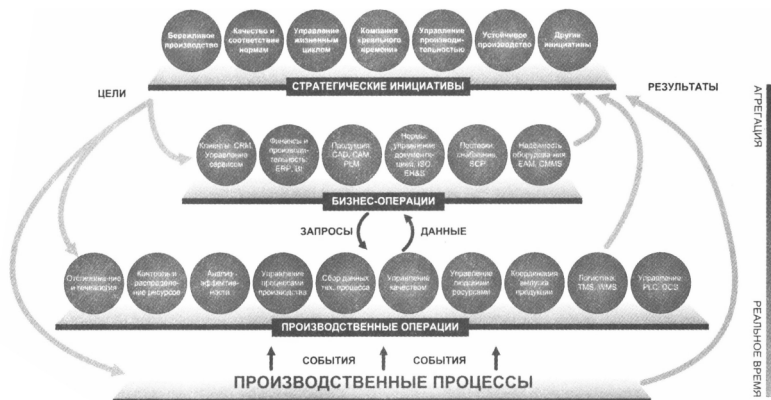 Бережливое
производство
Качество и
соответствие
нормам
Управление
жизненным
циклом
Компания
«реального
времени»
Управление
производи-
тельностью
Устойчивое
производство
Другие
инициативы
СТРАТЕГИЧЕСКИЕ ИНИЦИАТИВЫ
ЦЕЛИ
РЕЗУЛЬТАТЫ
АГРЕГАЦИЯ
Клиенты: CRM,
Управление
сервисом
Финансы и
производи-
тельность:
ERP, BI
Продукция:
CAD, CAM,
PLM
Нормы:
управление
документа-
цией, ISO,
EH&S
Поставки,
снабжение:
SCP
Надежность
оборудования:
EAM, CMMS
БИЗНЕС-ОПЕРАЦИИ
ЗАПРОСЫ
ДАННЫЕ
Отслеживание
и генеалогия
Контроль и
распределе-
ние ресурсов
Анализ
эффектив-
ности
Управление
процессами
производства
Сбор данных
тех. процесса
Управление
качеством
Управление
людскими
ресурсами
Координация
выпуска
продукции
Логистика:
TMS, WMS
Управление:
PLC, DCS
ПРОИЗВОДСТВЕННЫЕ ОПЕРАЦИИ
СОБЫТИЯ
СОБЫТИЯ
ПРОИЗВОДСТВЕННЫЕ ПРОЦЕССЫ
РЕАЛЬНОЕ ВРЕМЯ